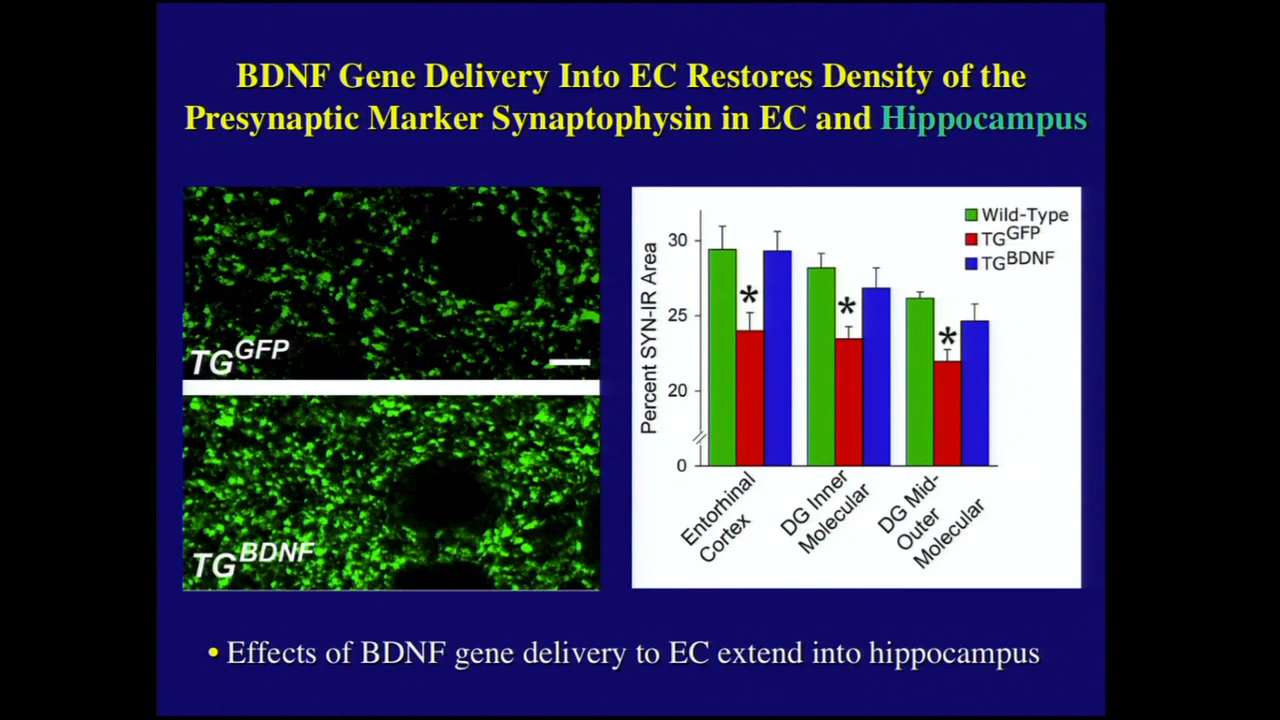 BDNF Gene Delivery Into EC Restores Density of the
Presynaptic Marker Synaptophysin in EC and Hippocampus
TG^GFP
TG^BDNF
Percent SYN-IR Area
30
25
20
0
Wild-Type
TG^GFP
TG^BDNF
*
*
*
Entorhinal
Cortex
DG Inner
Molecular
DG Mid-
Outer
Molecular
• Effects of BDNF gene delivery to EC extend into hippocampus